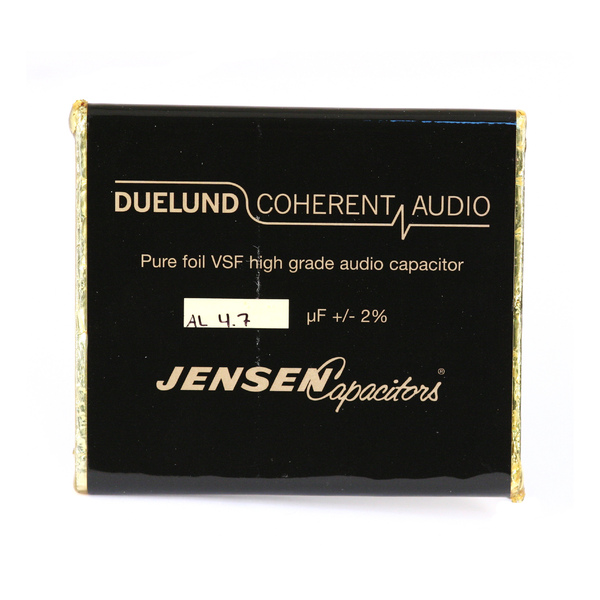 DUELUND COHERENT AUDIO
Pure foil VSF high grade audio capacitor
AL 4.7 µF +/- 2%
JENSEN Capacitors®